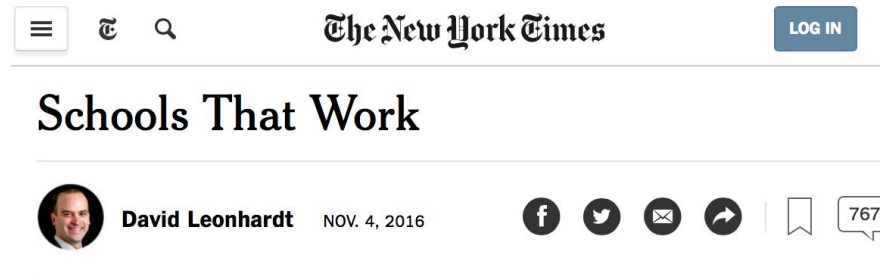 The New York Times
LOG IN
Schools That Work
David Leonhardt NOV. 4, 2016
767